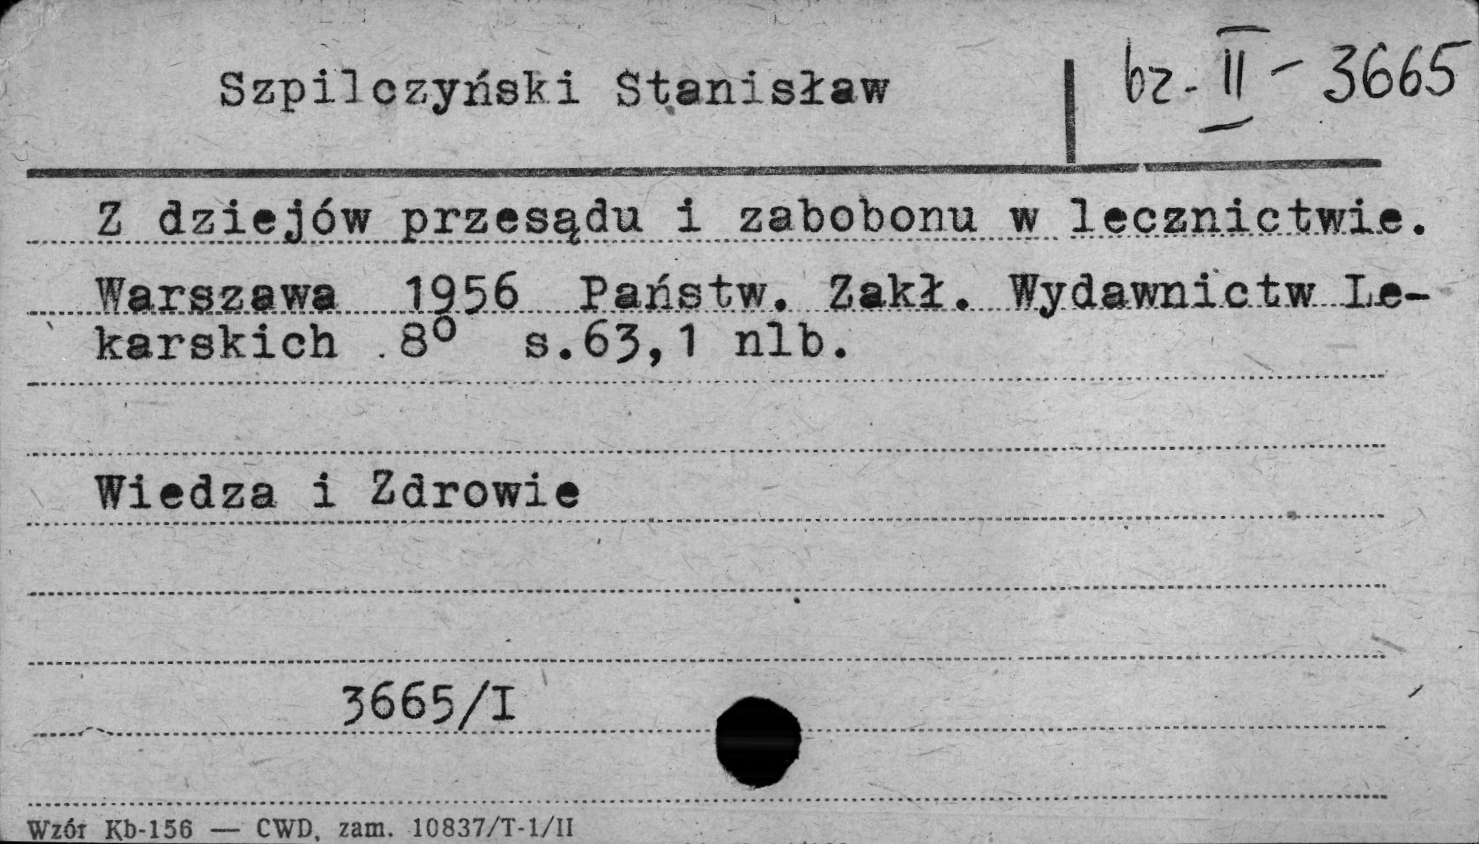 Szpilczyński Stanisław
bz. II - 3665
Z dziejów przesądu i zabobonu w lecznictwie.
Warszawa 1956 Państw. Zakł. Wydawnictw Le-
karskich 8° s.63,1 nlb.
Wiedza i Zdrowie
3665/I
Wzór Kb-156 — CWD, zam. 10837/T-1/II